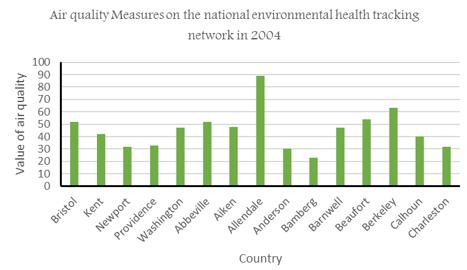 Air quality Measures on the national environmental health tracking
network in 2004
Value of air quality
100
90
80
70
60
50
40
30
20
10
0
Bristol
Kent
Newport
Providence
Washington
Abbeville
Aiken
Allendale
Anderson
Bamberg
Barnwell
Beaufort
Berkeley
Calhoun
Charleston
Country